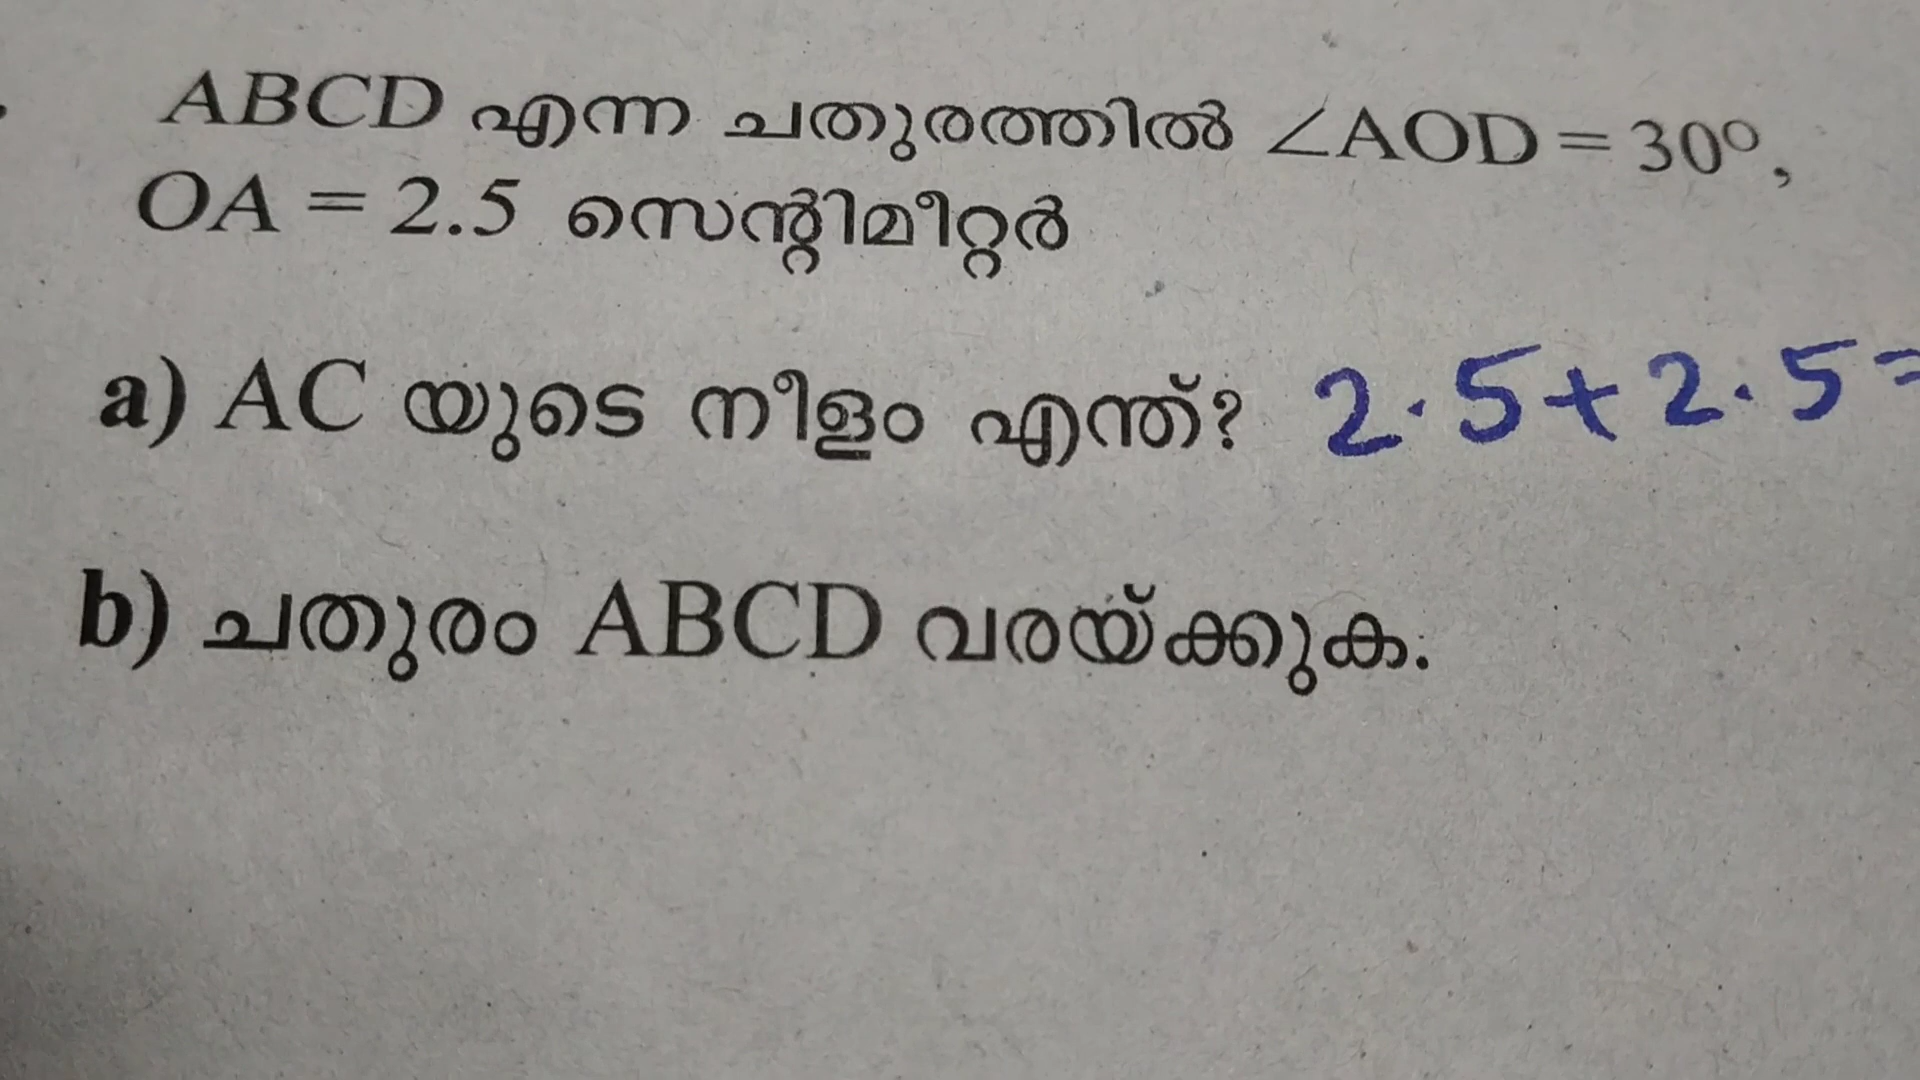 ABCD എന്ന ചതുരത്തിൽ ∠AOD = 30°,
OA = 2.5 സെന്റിമീറ്റർ
a) AC യുടെ നീളം എന്ത്? 2.5+2.5=
b) ചതുരം ABCD വരയ്ക്കുക.